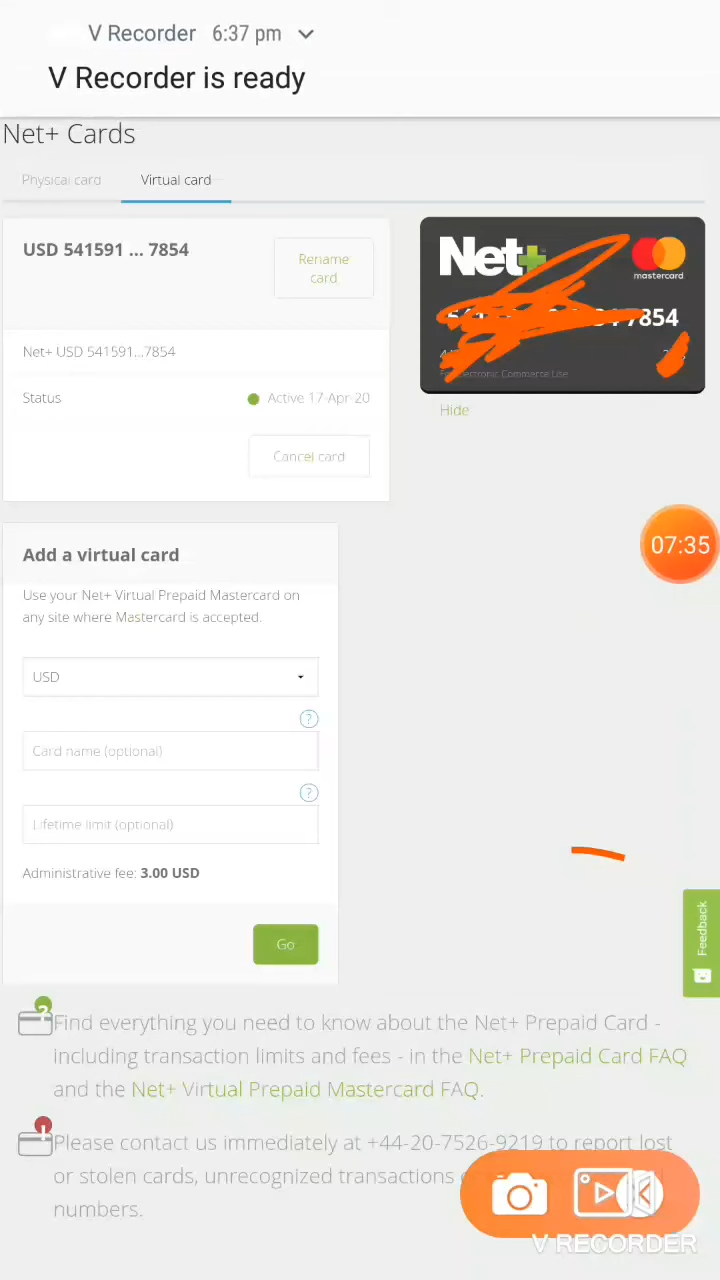 V Recorder 6:37 pm
V Recorder is ready
Net+ Cards
Physical card Virtual card
USD 541591 ... 7854
Rename card
Net+ USD 541591...7854
Status Active 17-Apr-20
Cancel card
Net+
mastercard
7854
Electronic Commerce Use
Hide
07:35
Add a virtual card
Use your Net+ Virtual Prepaid Mastercard on
any site where Mastercard is accepted.
USD
?
Card name (optional)
?
Lifetime limit (optional)
Administrative fee: 3.00 USD
Go
Feedback
?
Find everything you need to know about the Net+ Prepaid Card -
including transaction limits and fees - in the Net+ Prepaid Card FAQ
and the Net+ Virtual Prepaid Mastercard FAQ.
!
Please contact us immediately at +44-20-7526-9219 to report lost
or stolen cards, unrecognized transactions
numbers.
V RECORDER